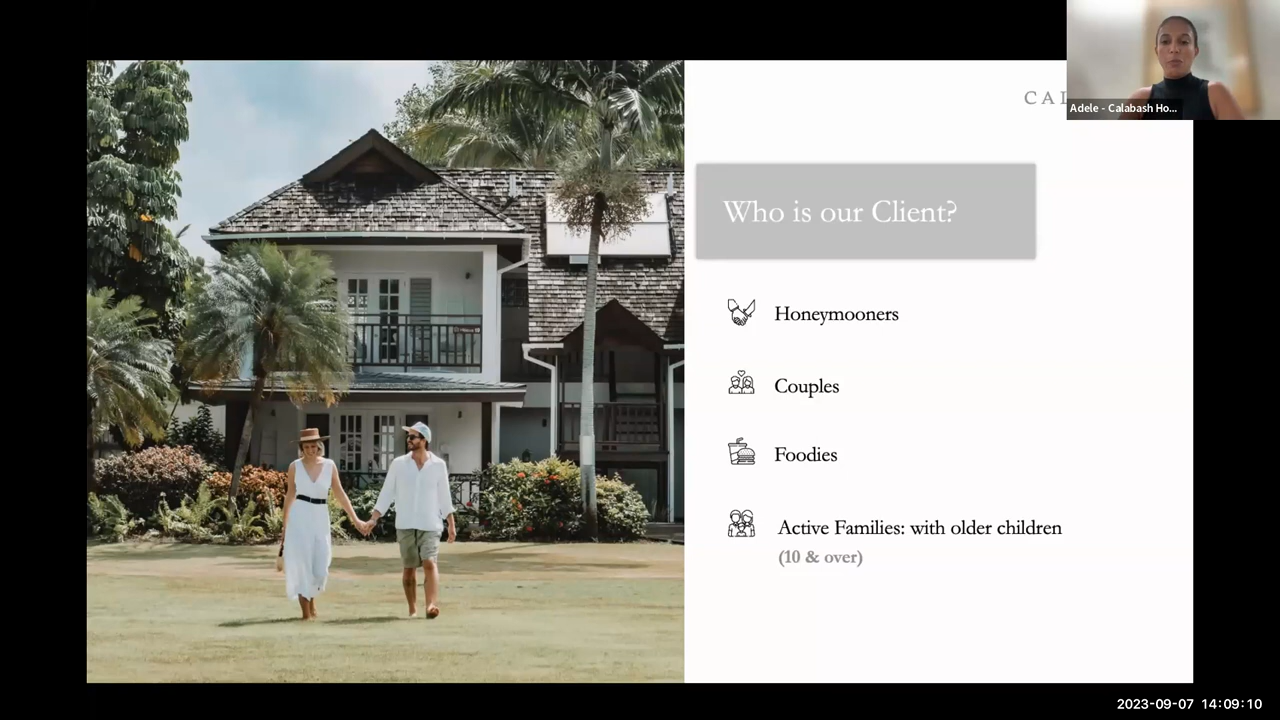 CAL
Adele - Calabash Ho...
Who is our Client?
Honeymooners
Couples
Foodies
Active Families: with older children
(10 & over)
2023-09-07 14:09:10